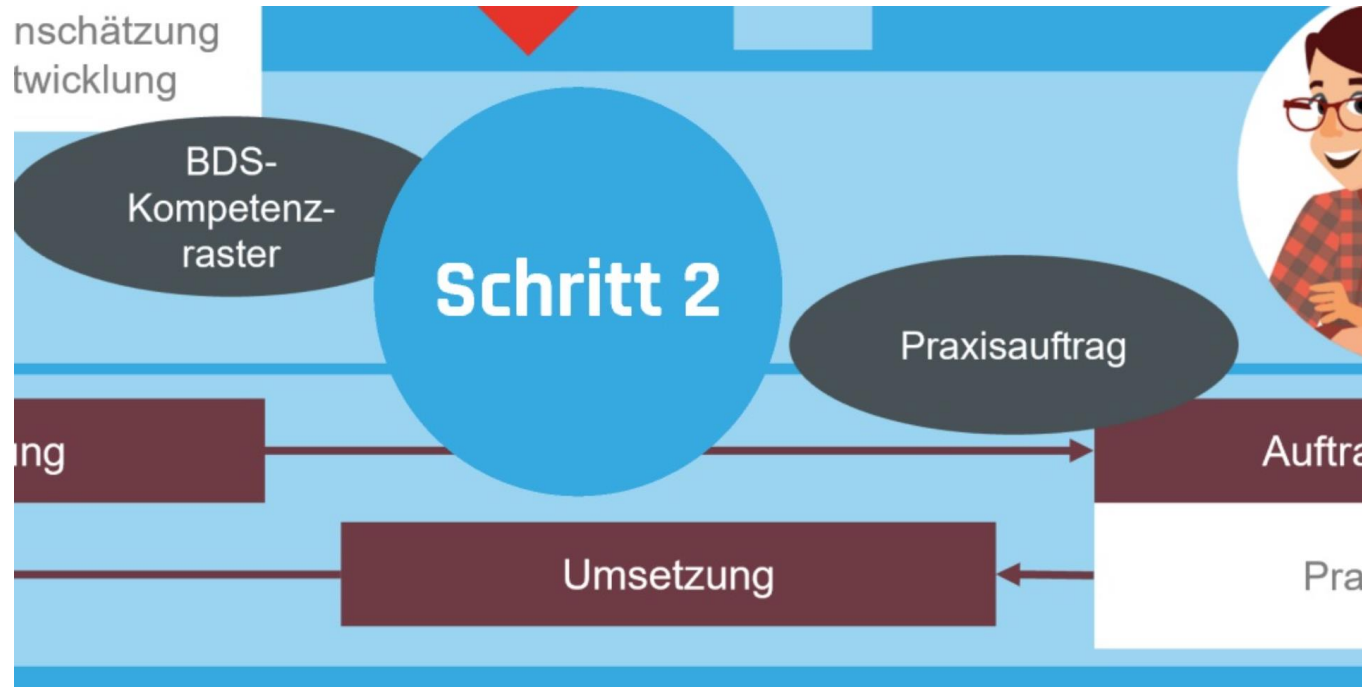 nschätzung
twicklung
BDS-
Kompetenz-
raster
Schritt 2
Praxisauftrag
ung
Auftra
Umsetzung
Pra